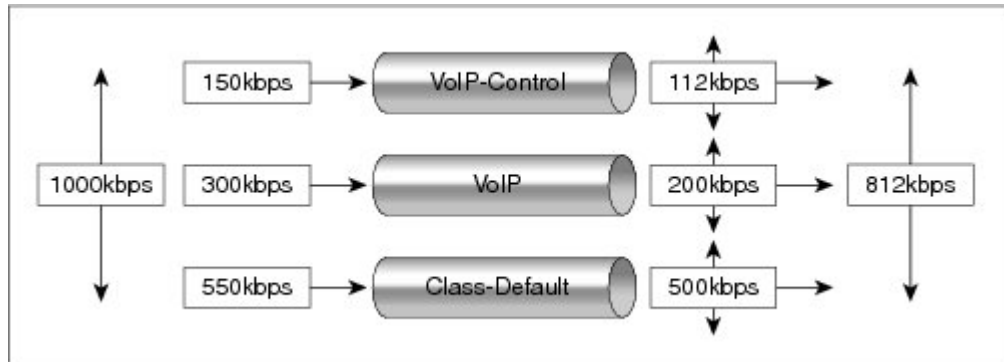 150kbps VoIP-Control 112kbps
1000kbps 300kbps VoIP 200kbps 812kbps
550kbps Class-Default 500kbps